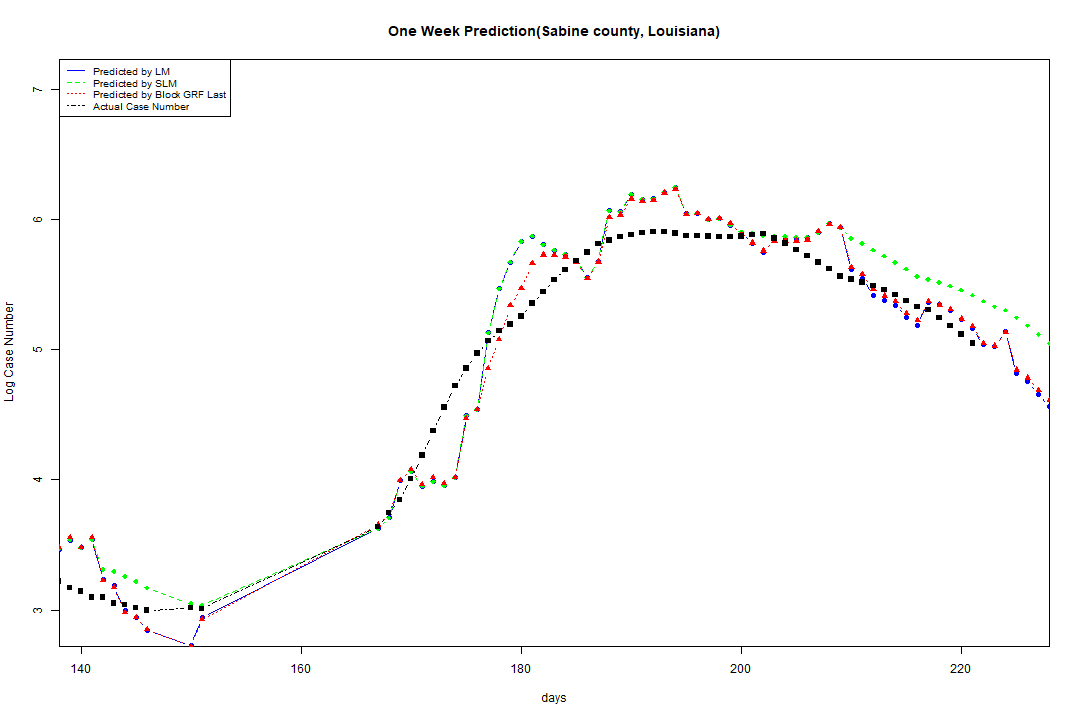 One Week Prediction(Sabine county, Louisiana)
Predicted by LM
Predicted by SLM
Predicted by Block GRF Last
Actual Case Number
7
6
5
4
3
Log Case Number
140 160 180 200 220
days